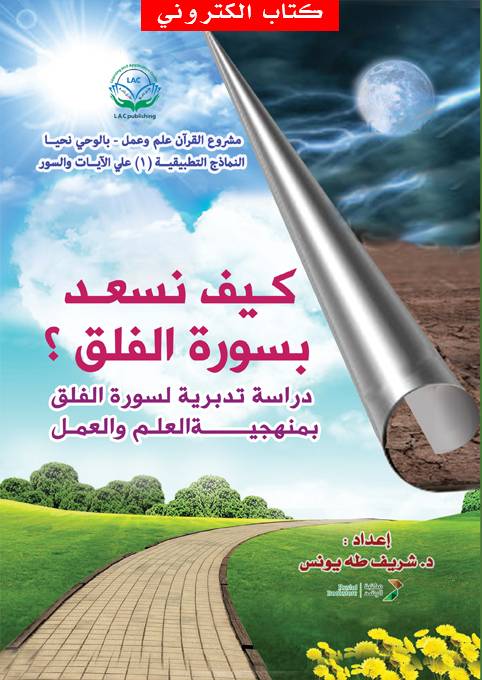 كتاب الكتروني
LAC
L A C publishing
مشروع القرآن علم وعمل - بالوحي نحيا
النماذج التطبيقية (١) علي الآيات والسور
كيف نسعد
بسورة الفلق ؟
دراسة تدبرية لسورة الفلق
بمنهجية العلم والعمل
إعداد :
د. شريف طه يونس